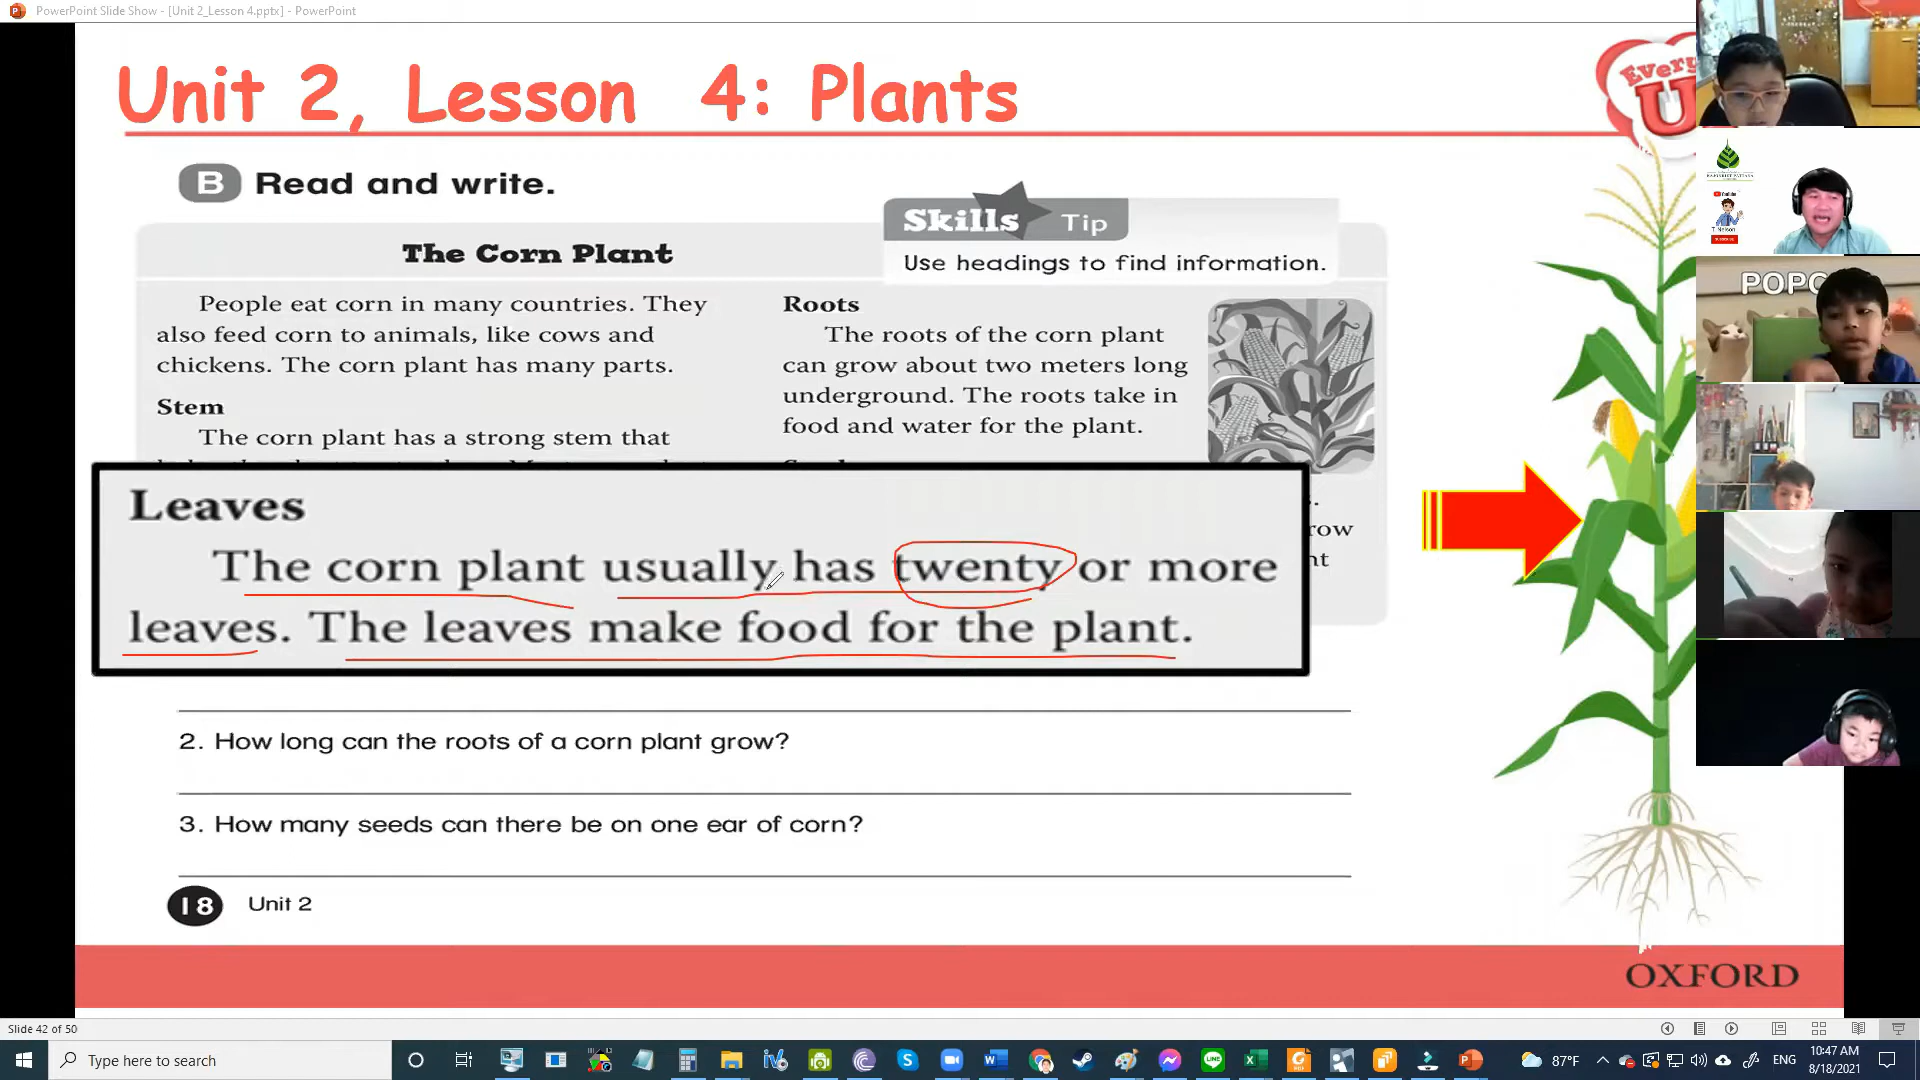 PowerPoint Slide Show - [Unit 2_Lesson 4.pptx] - PowerPoint
Unit 2, Lesson 4: Plants
Every
U
B Read and write.
Skills Tip
Use headings to find information.
The Corn Plant
People eat corn in many countries. They
also feed corn to animals, like cows and
chickens. The corn plant has many parts.
Stem
The corn plant has a strong stem that
Roots
The roots of the corn plant
can grow about two meters long
underground. The roots take in
food and water for the plant.
Leaves
The corn plant usually has twenty or more
leaves. The leaves make food for the plant.
row
nt
2. How long can the roots of a corn plant grow?
3. How many seeds can there be on one ear of corn?
18 Unit 2
OXFORD
YouTube
T. Nelson
SUBSCRIBE
POPC
Slide 42 of 50
Type here to search
87°F
ENG
10:47 AM
8/18/2021